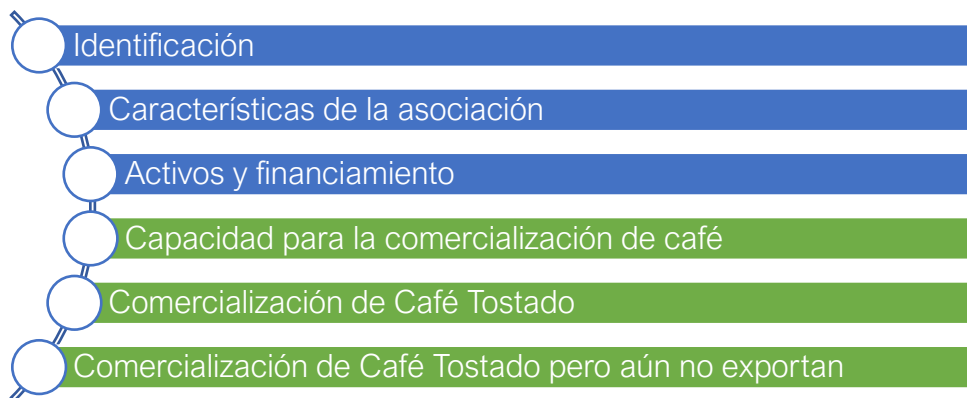 Identificación
Características de la asociación
Activos y financiamiento
Capacidad para la comercialización de café
Comercialización de Café Tostado
Comercialización de Café Tostado pero aún no exportan